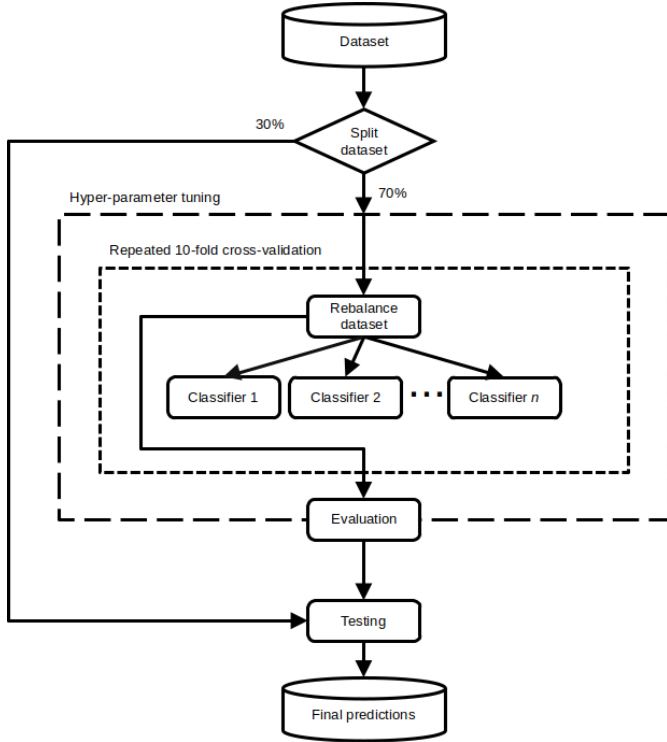 Dataset
30%
Split
dataset
70%
Hyper-parameter tuning
Repeated 10-fold cross-validation
Rebalance
dataset
Classifier 1
Classifier 2
...
Classifier n
Evaluation
Testing
Final predictions